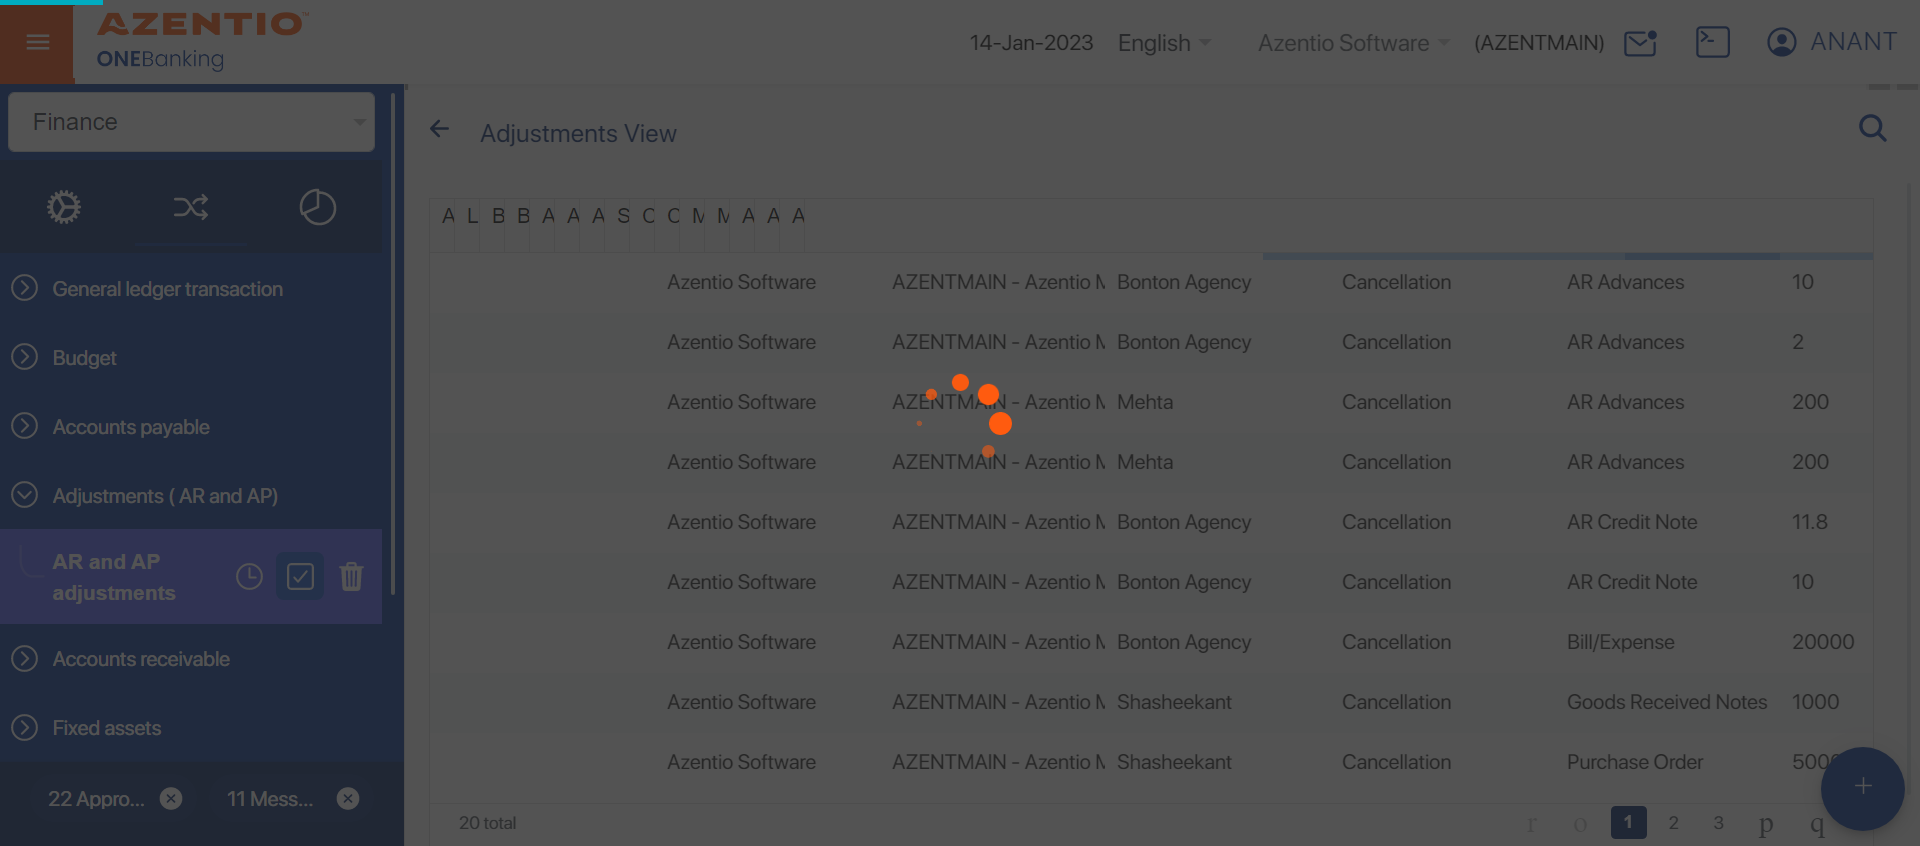 AZENTIO™
ONEBanking
14-Jan-2023 English Azentio Software (AZENTMAIN) ANANT
Finance
Adjustments View
General ledger transaction
Budget
Accounts payable
Adjustments ( AR and AP)
AR and AP
adjustments
Accounts receivable
Fixed assets
22 Appro...
11 Mess...
A L B B A A A S C C M M A A A
Azentio Software AZENTMAIN - Azentio M Bonton Agency Cancellation AR Advances 10
Azentio Software AZENTMAIN - Azentio M Bonton Agency Cancellation AR Advances 2
Azentio Software AZENTMAIN - Azentio M Mehta Cancellation AR Advances 200
Azentio Software AZENTMAIN - Azentio M Mehta Cancellation AR Advances 200
Azentio Software AZENTMAIN - Azentio M Bonton Agency Cancellation AR Credit Note 11.8
Azentio Software AZENTMAIN - Azentio M Bonton Agency Cancellation AR Credit Note 10
Azentio Software AZENTMAIN - Azentio M Bonton Agency Cancellation Bill/Expense 20000
Azentio Software AZENTMAIN - Azentio M Shasheekant Cancellation Goods Received Notes 1000
Azentio Software AZENTMAIN - Azentio M Shasheekant Cancellation Purchase Order
20 total
r o 1 2 3 p q